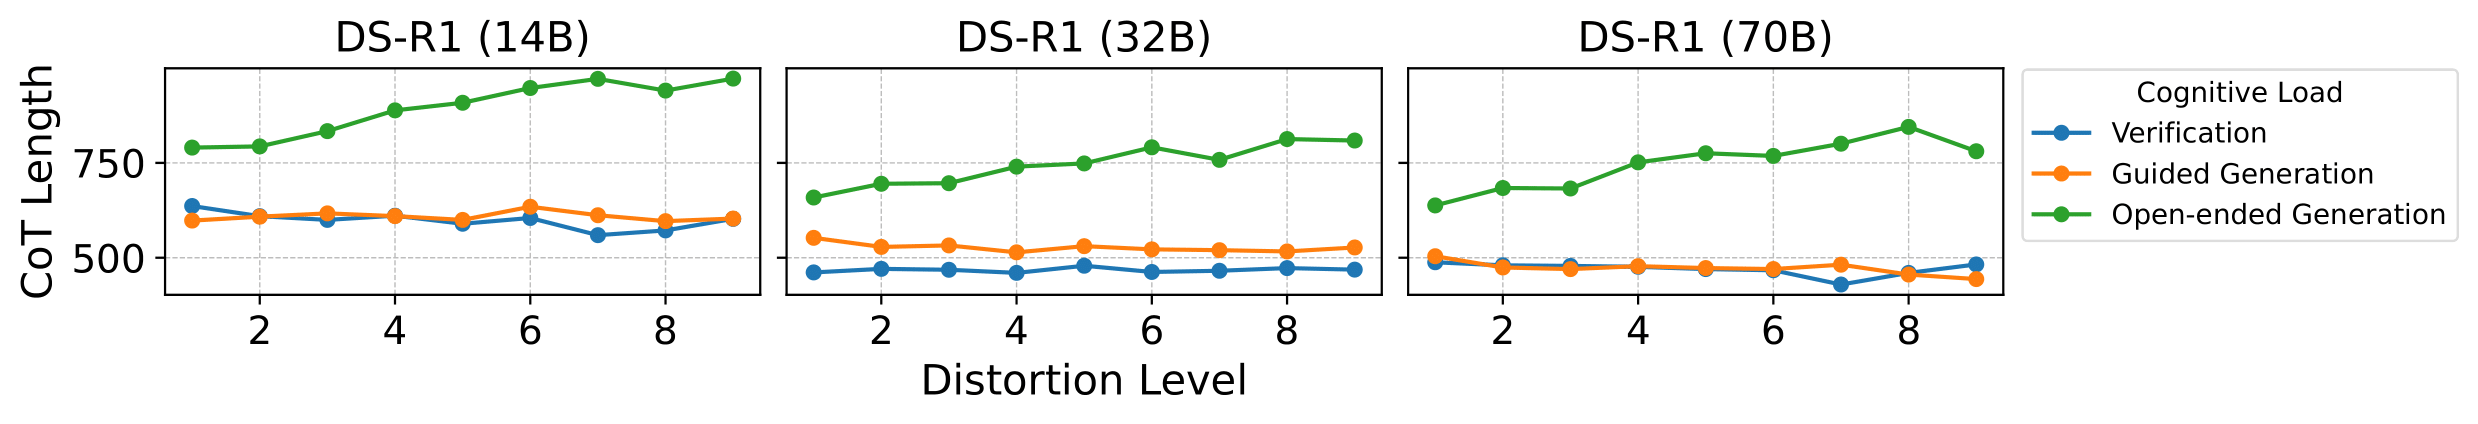 DS-R1 (14B)
DS-R1 (32B)
DS-R1 (70B)
CoT Length
750
500
2 4 6 8
2 4 6 8
2 4 6 8
Distortion Level
Cognitive Load
Verification
Guided Generation
Open-ended Generation